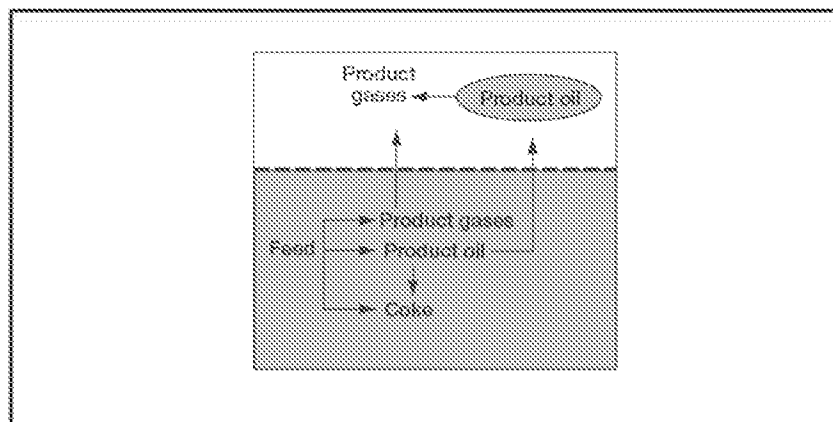 Product
gases
Product oil
Product gases
Feed
Product oil
Coke